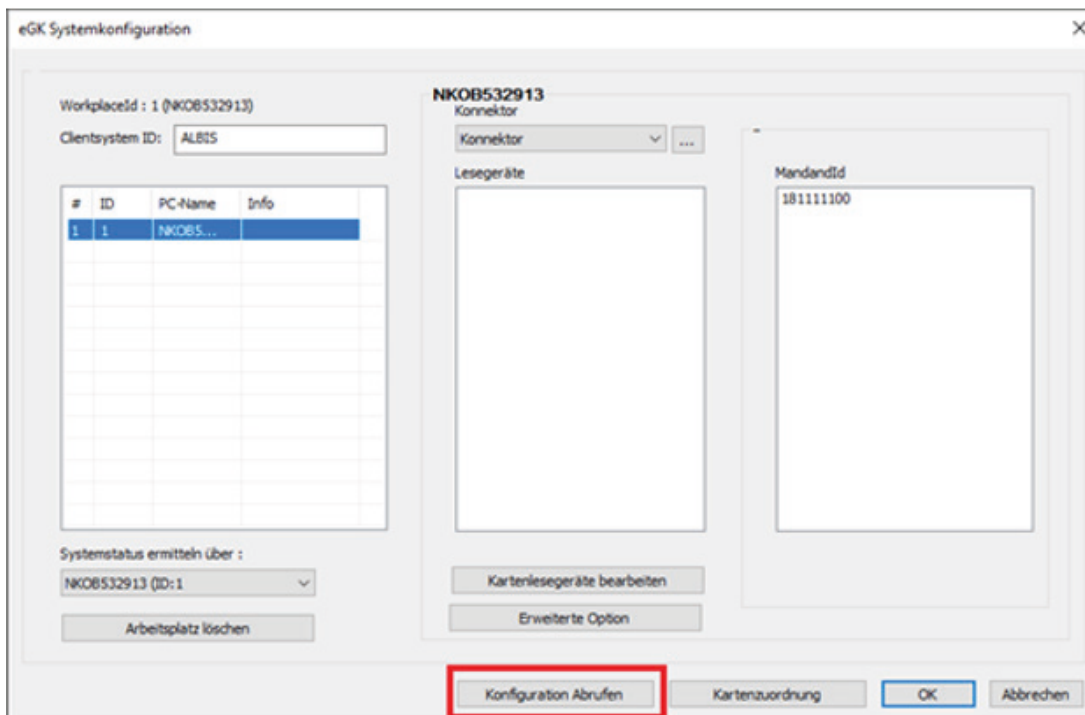 eGK Systemkonfiguration
WorkplaceId : 1 (NKOB532913)
Clientsystem ID: ALBIS
# ID PC-Name Info
1 1 NKOB5...
Systemstatus ermitteln über :
NKOB532913 (ID:1
Arbeitsplatz löschen
NKOB532913
Konnektor
Konnektor ...
Lesegeräte
Kartenlesegeräte bearbeiten
Erweiterte Option
MandandId
181111100
Konfiguration Abrufen Kartenzuordnung OK Abbrechen